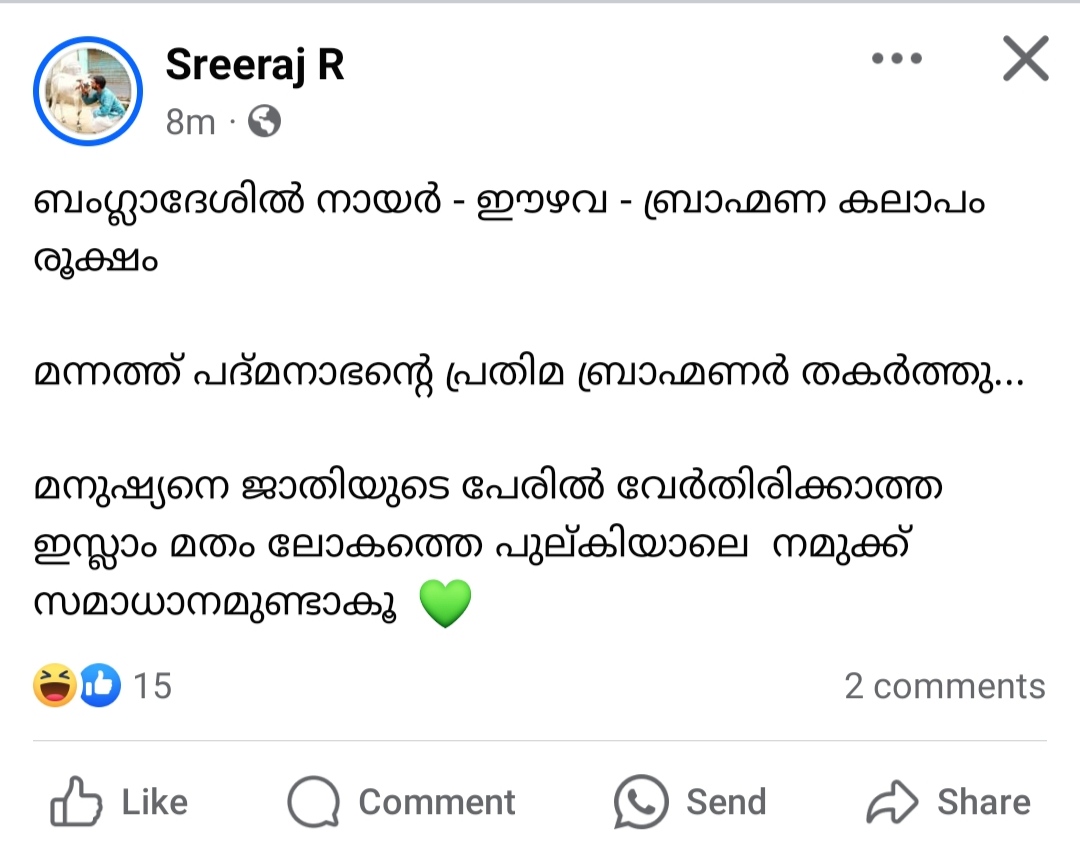 Sreeraj R
8m ·
ബംഗ്ലാദേശിൽ നായർ - ഈഴവ - ബ്രാഹ്മണ കലാപം
രൂക്ഷം
മന്നത്ത് പദ്മനാഭന്റെ പ്രതിമ ബ്രാഹ്മണർ തകർത്തു...
മനുഷ്യനെ ജാതിയുടെ പേരിൽ വേർതിരിക്കാത്ത
ഇസ്ലാം മതം ലോകത്തെ പുല്കിയാലെ നമുക്ക്
സമാധാനമുണ്ടാകൂ 💚
15
2 comments
Like Comment Send Share